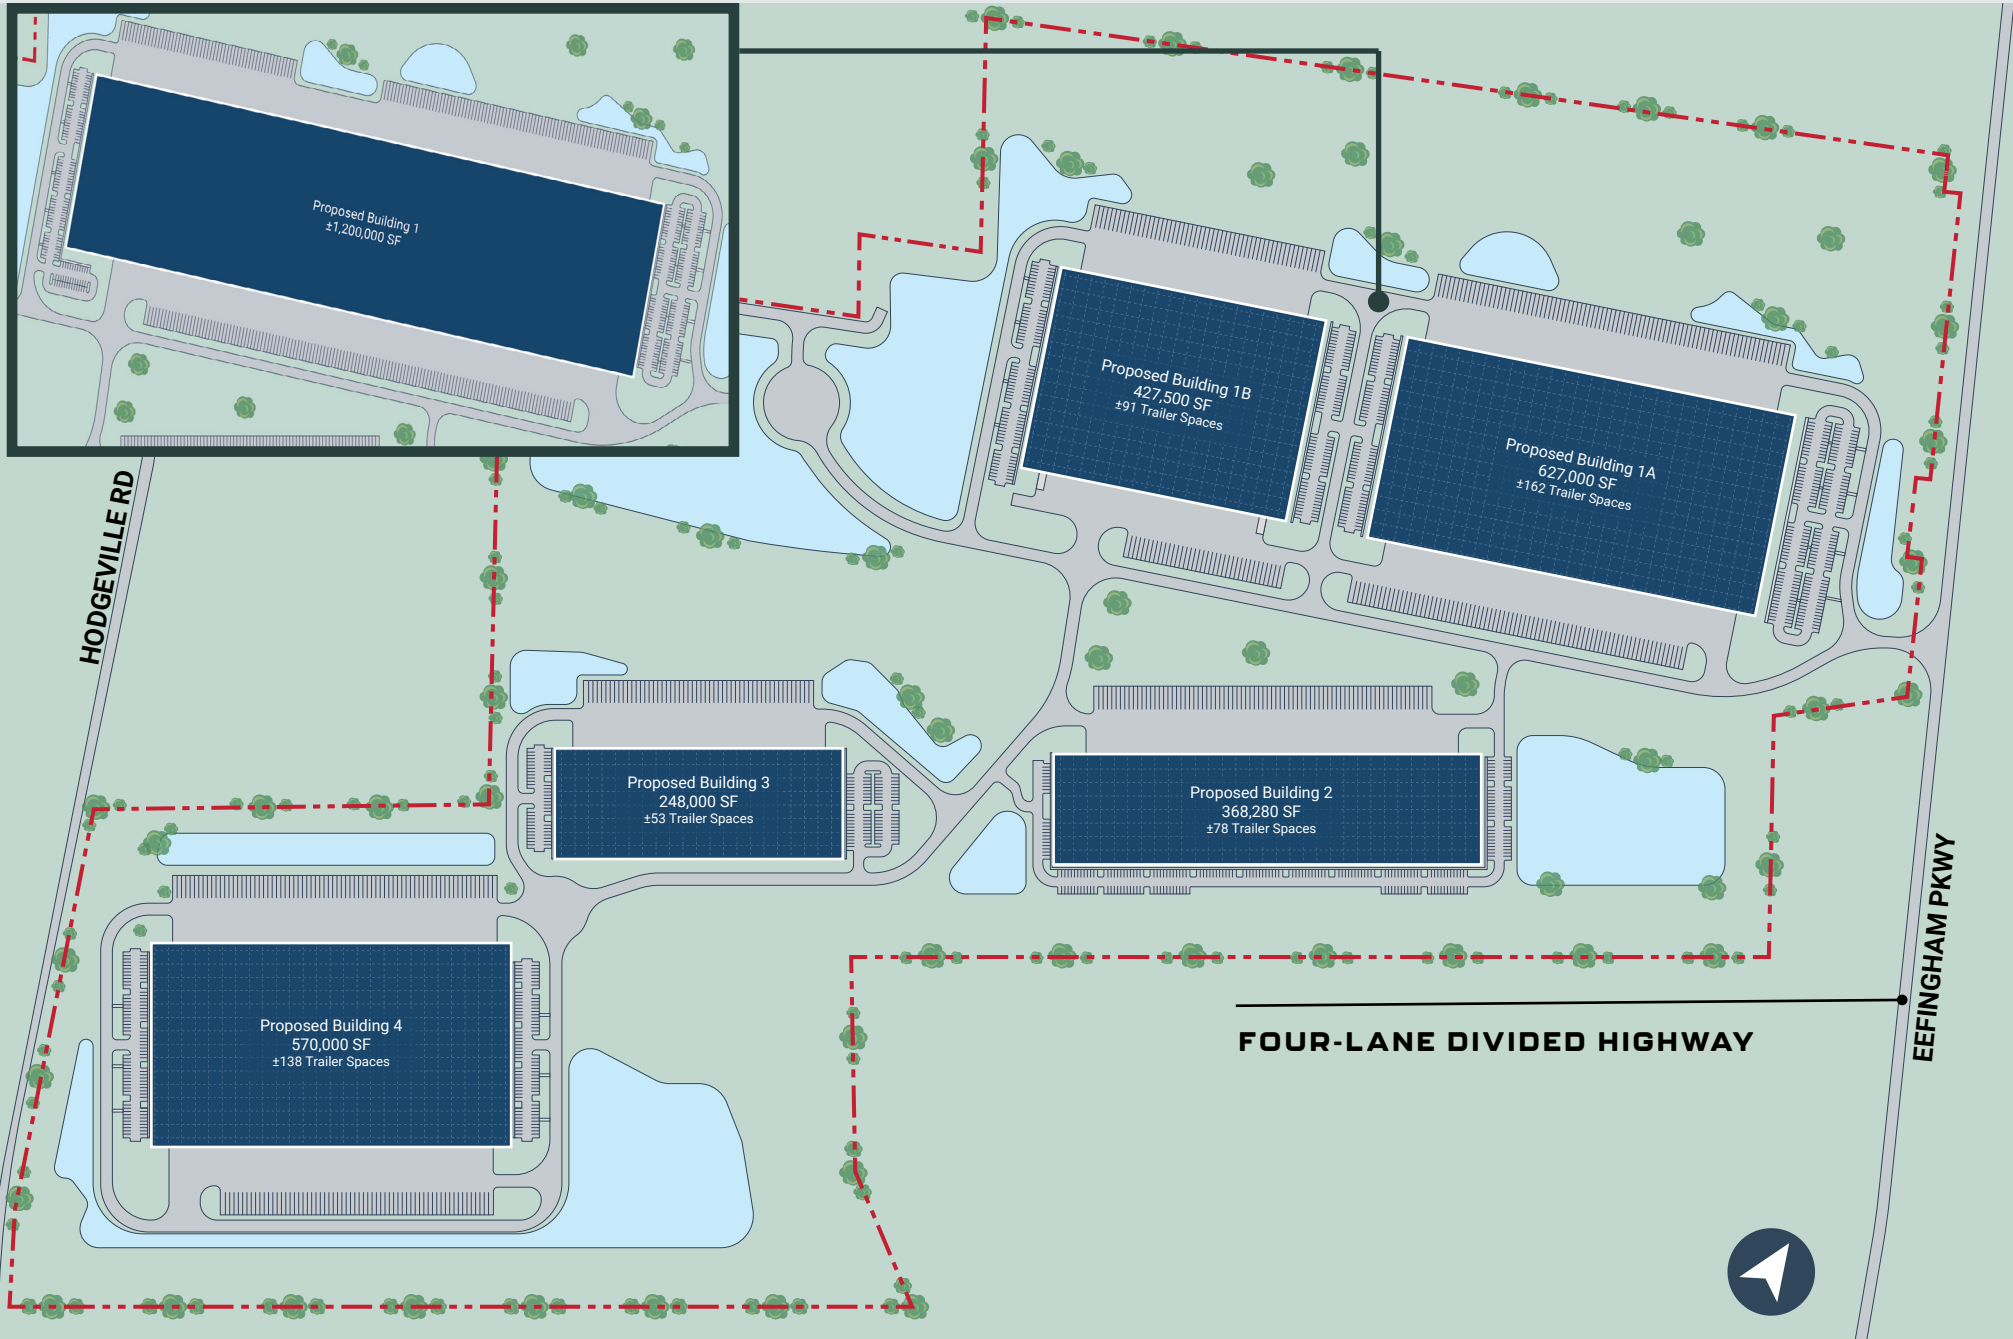 Proposed Building 1
±1,200,000 SF
Proposed Building 1B
427,500 SF
±91 Trailer Spaces
Proposed Building 1A
627,000 SF
±162 Trailer Spaces
HODGEVILLE RD
Proposed Building 3
248,000 SF
±53 Trailer Spaces
Proposed Building 2
368,280 SF
±78 Trailer Spaces
Proposed Building 4
570,000 SF
±138 Trailer Spaces
FOUR-LANE DIVIDED HIGHWAY
EEFINGHAM PKWY